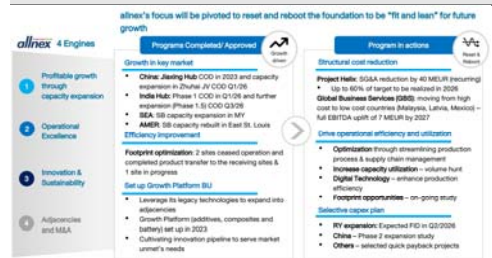 allnex's focus will be pivoted to reset and reboot the foundation to be "fit and lean" for future
growth
allnex 4 Engines
1
Profitable growth
through
capacity expansion
2
Operational
Excellence
3
Innovation &
Sustainability
4
Adjacencies
and M&A
Programs Completed/ Approved
Growth
driven
Growth in key market
• China: Jiaxing Hub COD in 2023 and capacity
expansion in Zhuhai JV COD Q1/26
• India Hub: Phase 1 COD in Q1/26 and further
expansion (Phase 1.5) COD Q3/26
• SEA: SB capacity expansion in MY
• AMER: SB capacity rebuilt in East St. Louis
Efficiency improvement
Footprint optimization: 2 sites ceased operation and
completed product transfer to the receiving sites &
1 site in progress
Set up Growth Platform BU
• Leverage its legacy technologies to expand into
adjacencies
• Growth Platform (additives, composites and
battery) set up in 2023
• Cultivating innovation pipeline to serve market
unmet's needs
Program in actions
Reset &
Reboot
Structural cost reduction
Project Helix: SG&A reduction by 40 MEUR (recurring)
• Up to 60% of target to be realized in 2026
Global Business Services (GBS): moving from high
cost to low cost countries (Malaysia, Latvia, Mexico) –
full EBITDA uplift of 7 MEUR by 2027
Drive operational efficiency and utilization
• Optimization through streamlining production
process & supply chain management
• Increase capacity utilization – volume hunt
• Digital Technology – enhance production
efficiency
• Footprint opportunities – on-going study
Selective capex plan
• RY expansion: Expected FID in Q2/2026
• China – Phase 2 expansion study
• Others – selected quick payback projects